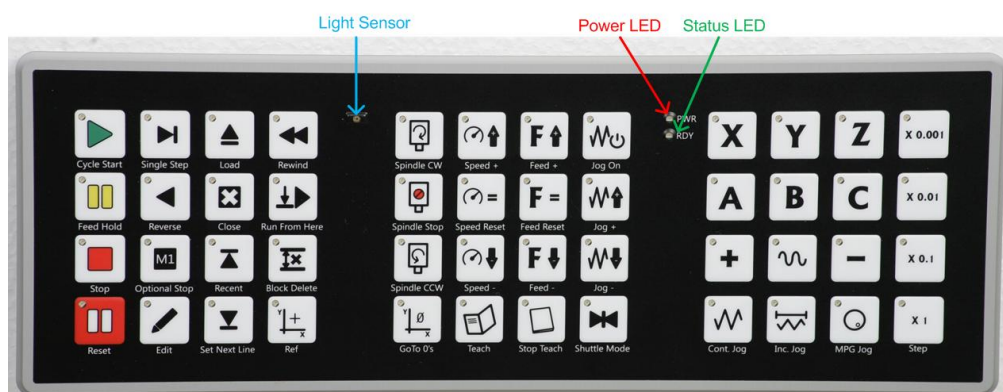 Light Sensor
Power LED Status LED
PWR
RDY
X Y Z X 0.001
Cycle Start Single Step Load Rewind Spindle CW Speed + Feed + Jog On
F
A B C X 0.01
Feed Hold Reverse Close Run From Here Spindle Stop Speed Reset Feed Reset Jog +
= F =
M1 F + - X 0.1
Stop Optional Stop Recent Block Delete Spindle CCW Speed - Feed - Jog -
Y + X Y Ø X X 1
Reset Edit Set Next Line Ref GoTo 0's Teach Stop Teach Shuttle Mode Cont. Jog Inc. Jog MPG Jog Step